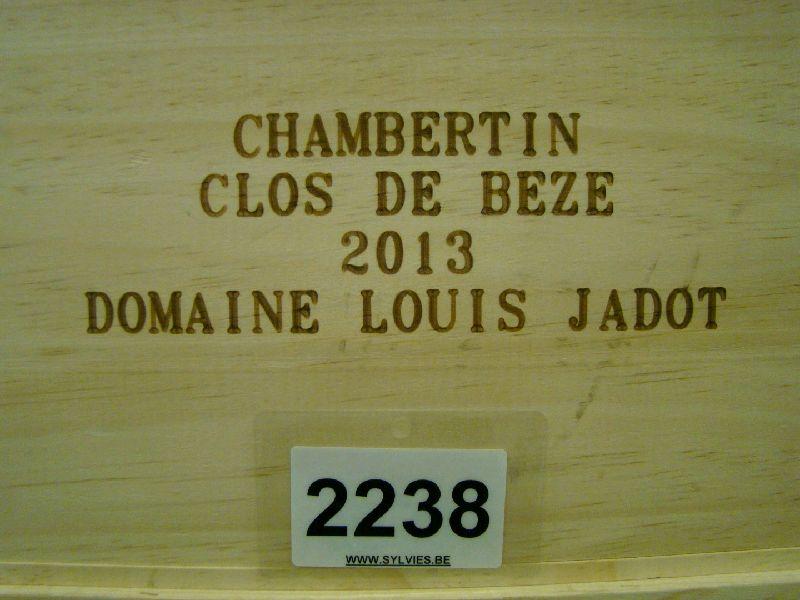 CHAMBERTIN
CLOS DE BEZE
2013
DOMAINE LOUIS JADOT
2238
WWW.SYLVIES.BE